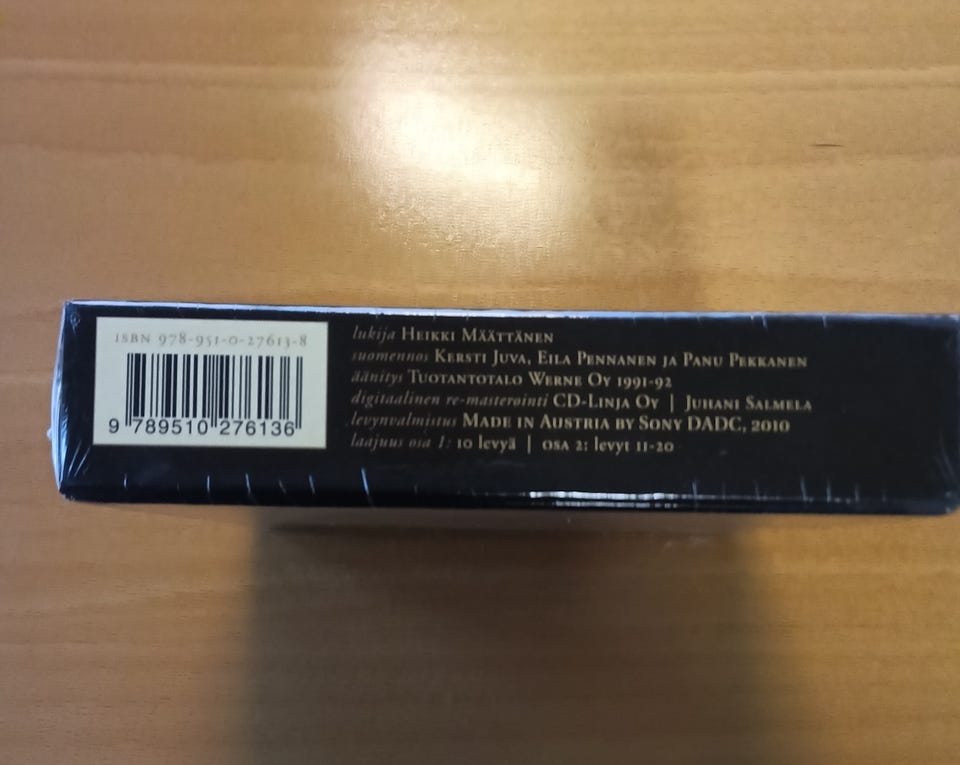 ISBN 978-951-0-27613-8
9 789510 276136
lukija HEIKKI MÄÄTTÄNEN
suomennos KERSTI JUVA, EILA PENNANEN JA PANU PEKKANEN
äänitys TUOTANTOTALO WERNE OY 1991-92
digitaalinen re-masterointi CD-LINJA OY | JUHANI SALMELA
levynvalmistus MADE IN AUSTRIA BY SONY DADC, 2010
laajuus osa 1: 10 levyä | OSA 2: levyt 11-20